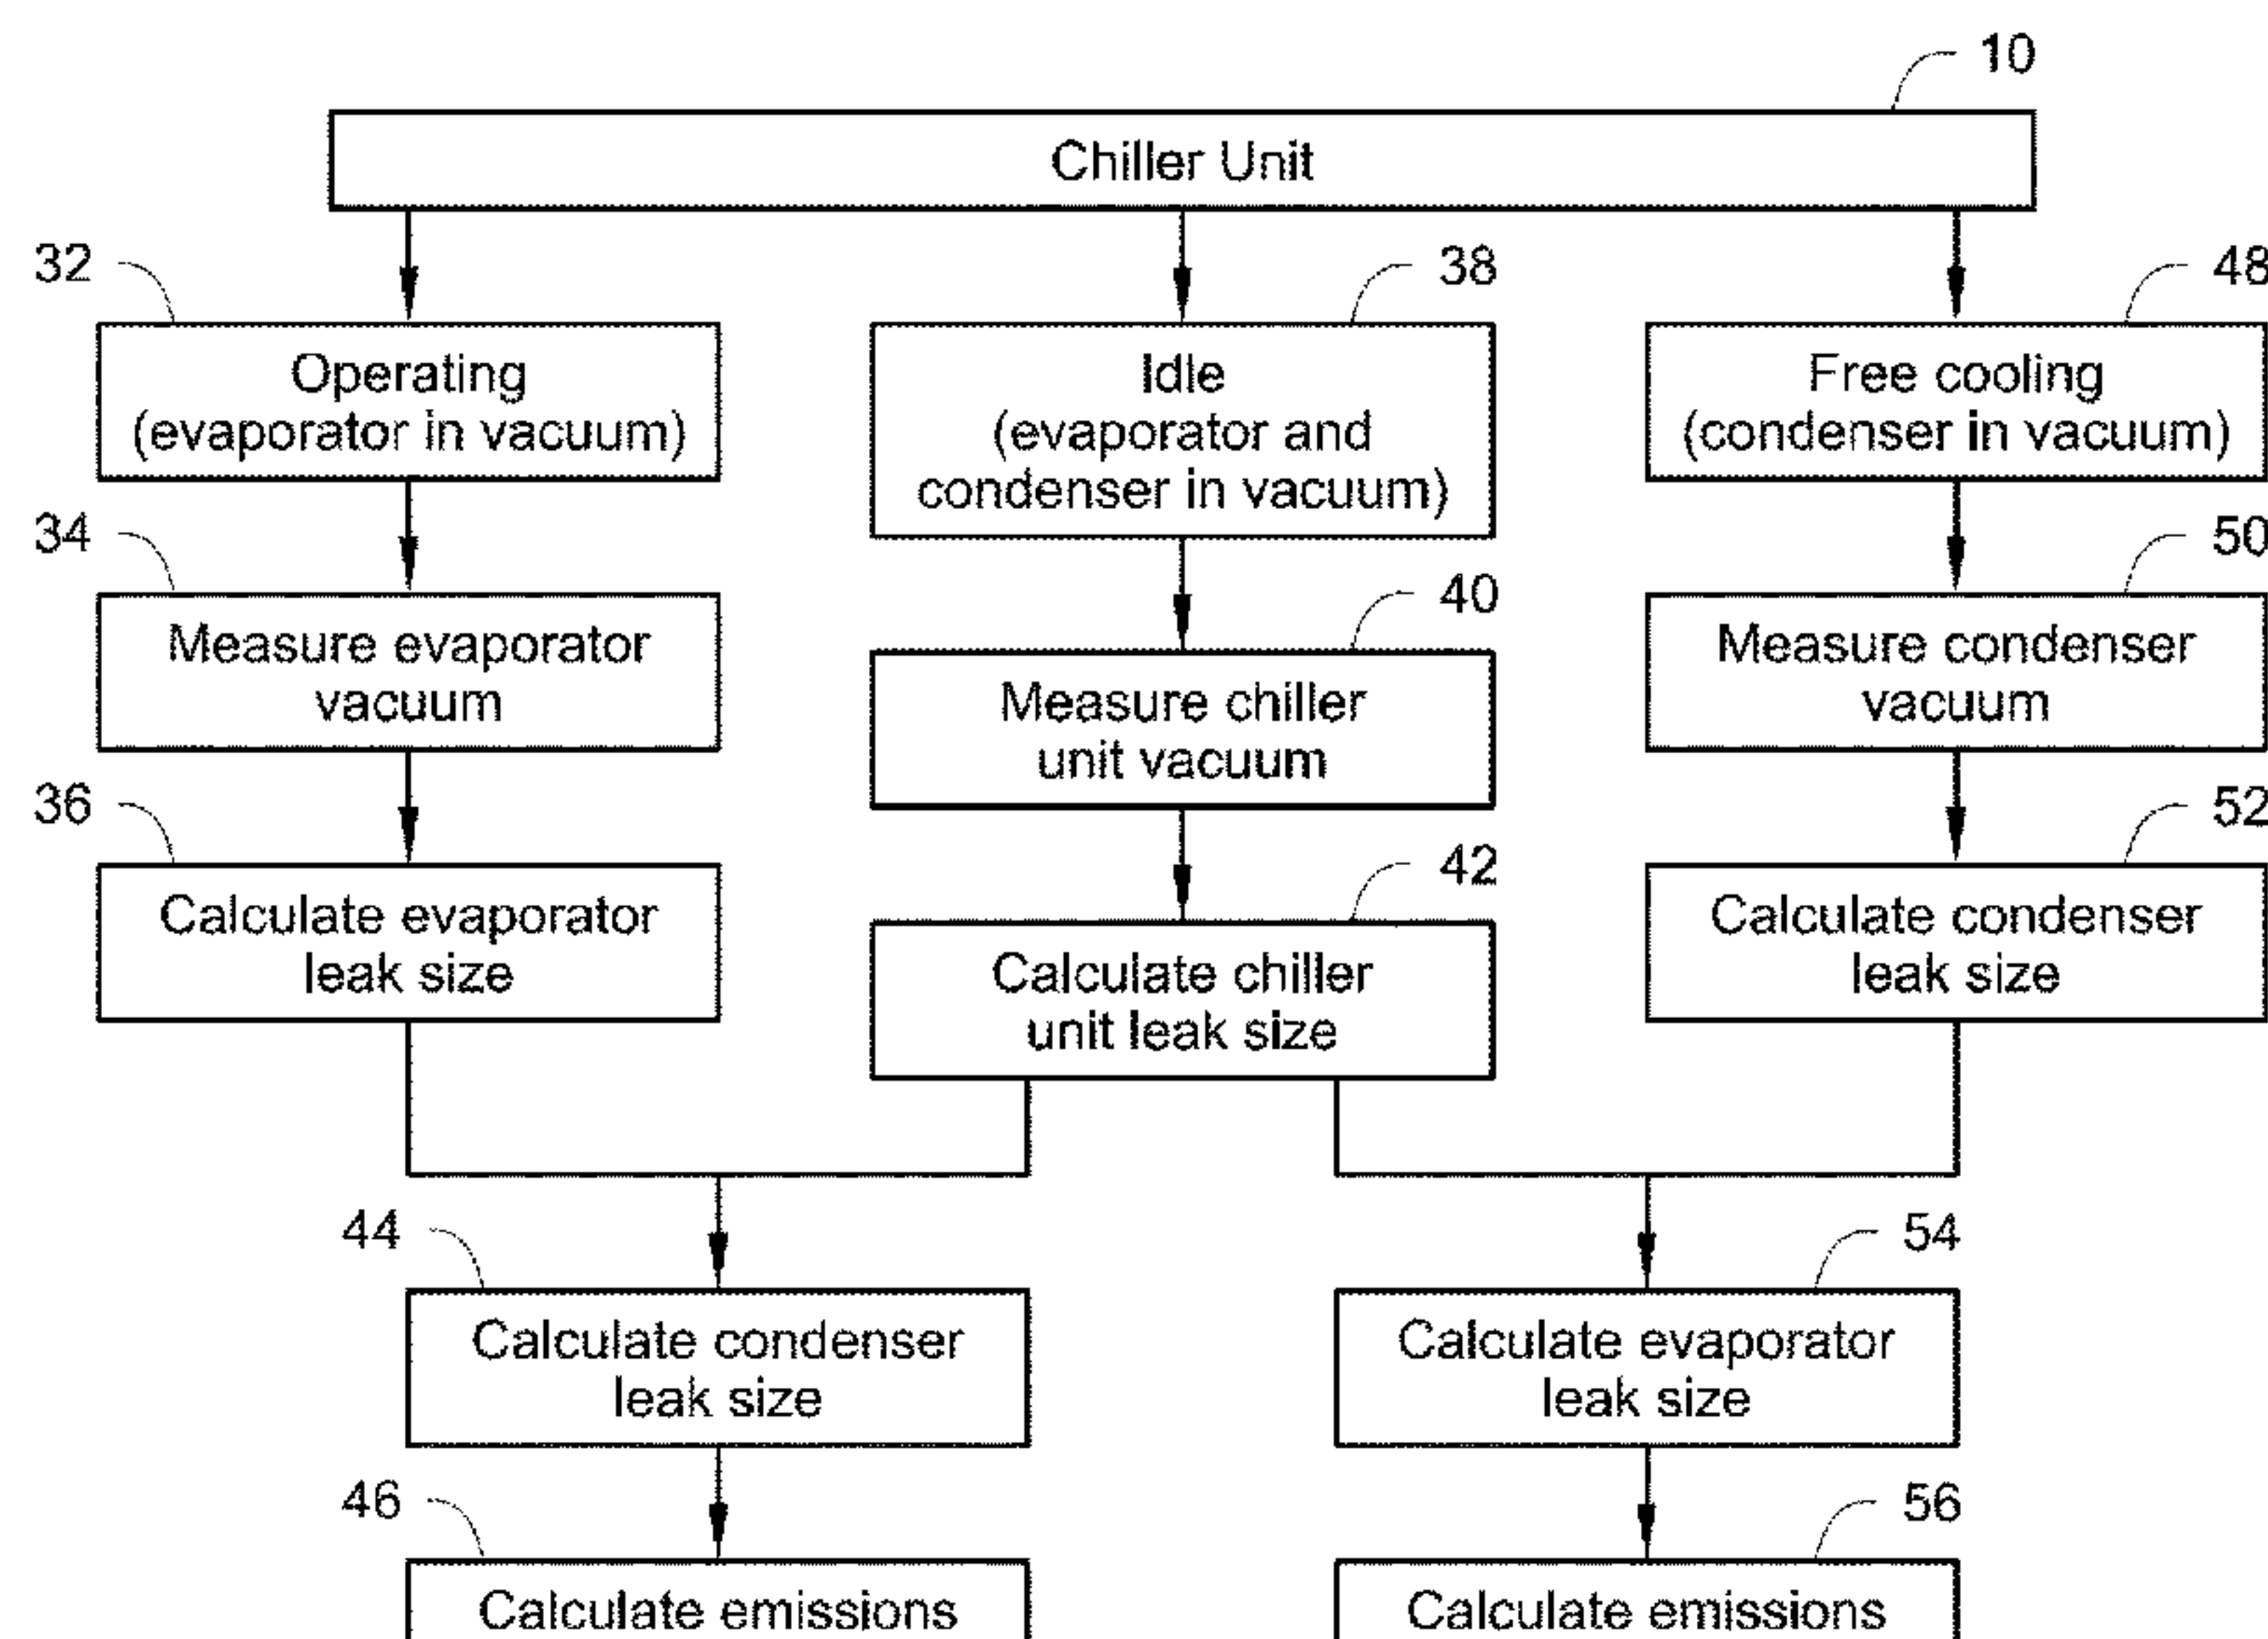 10
Chiller Unit
32
38
48
Operating
(evaporator in vacuum)
Idle
(evaporator and
condenser in vacuum)
Free cooling
(condenser in vacuum)
34
40
50
Measure evaporator
vacuum
Measure chiller
unit vacuum
Measure condenser
vacuum
36
42
52
Calculate evaporator
leak size
Calculate chiller
unit leak size
Calculate condenser
leak size
44
54
Calculate condenser
leak size
Calculate evaporator
leak size
46
56
Calculate emissions
Calculate emissions